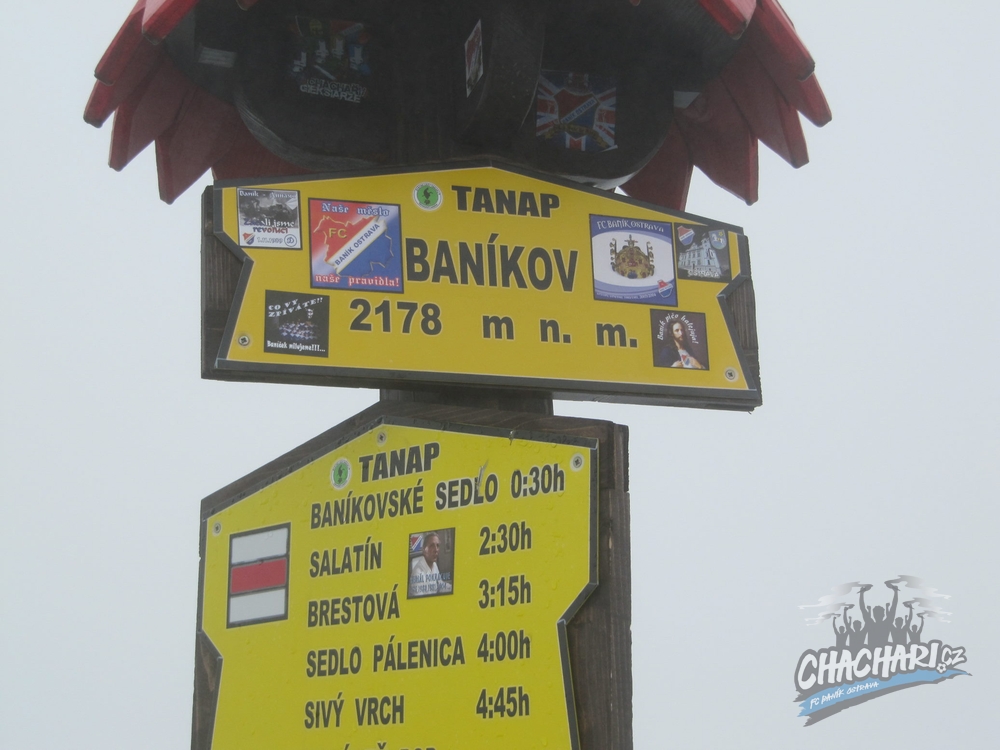 TANAP
BANÍKOV
2178 m n. m.
Naše město
FC
BANÍK OSTRAVA
naše pravidla!
FC BANÍK OSTRAVA
CO VY
ZPÍVÁTE??
TANAP
BANÍKOVSKÉ SEDLO 0:30h
SALATÍN 2:30h
BRESTOVÁ 3:15h
SEDLO PÁLENICA 4:00h
SIVÝ VRCH 4:45h
CHACHARI.CZ
FC BANÍK OSTRAVA